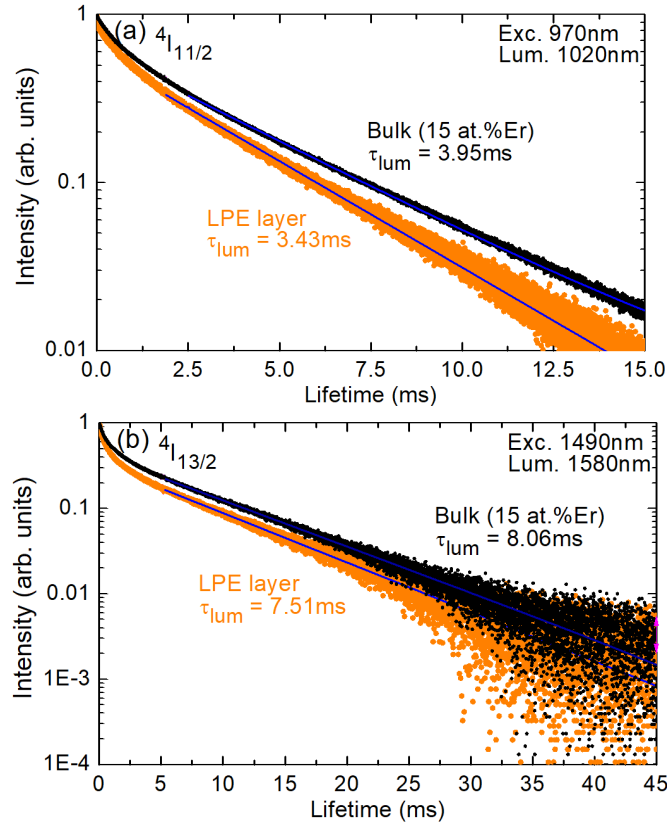 (a) ⁴I₁₁/₂
Exc. 970nm
Lum. 1020nm
Bulk (15 at.%Er)
τlum = 3.95ms
LPE layer
τlum = 3.43ms
Intensity (arb. units)
1
0.1
0.01
0.0 2.5 5.0 7.5 10.0 12.5 15.0
Lifetime (ms)
(b) ⁴I₁₃/₂
Exc. 1490nm
Lum. 1580nm
Bulk (15 at.%Er)
τlum = 8.06ms
LPE layer
τlum = 7.51ms
Intensity (arb. units)
1
0.1
0.01
1E-3
1E-4
0 5 10 15 20 25 30 35 40 45
Lifetime (ms)